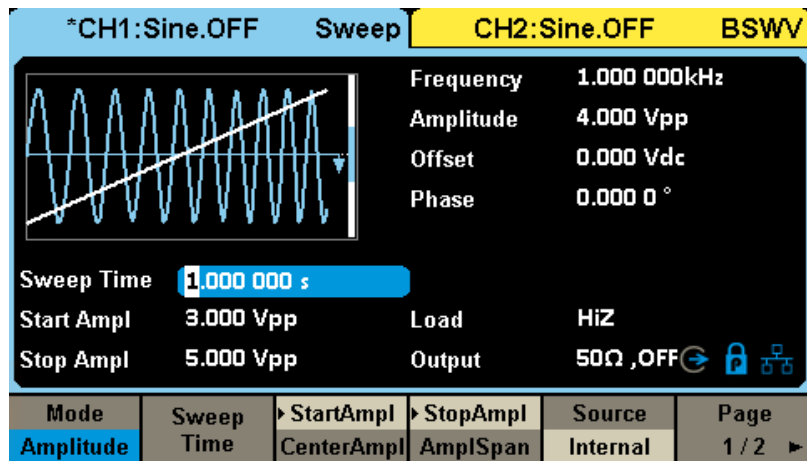 *CH1:Sine.OFF Sweep CH2:Sine.OFF BSWV
Frequency 1.000 000kHz
Amplitude 4.000 Vpp
Offset 0.000 Vdc
Phase 0.000 0 °
Sweep Time 1.000 000 s
Start Ampl 3.000 Vpp Load HiZ
Stop Ampl 5.000 Vpp Output 50Ω ,OFF P
Mode Sweep StartAmpl StopAmpl Source Page
Amplitude Time CenterAmpl AmplSpan Internal 1/2